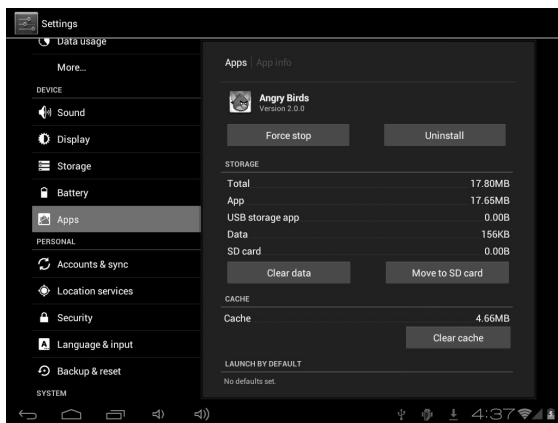 Settings
Data usage
More...
DEVICE
Sound
Display
Storage
Battery
Apps
PERSONAL
Accounts & sync
Location services
Security
Language & input
Backup & reset
SYSTEM
Apps App info
Angry Birds
Version 2.0.0
Force stop Uninstall
STORAGE
Total 17.80MB
App 17.65MB
USB storage app 0.00B
Data 156KB
SD card 0.00B
Clear data Move to SD card
CACHE
Cache 4.66MB
Clear cache
LAUNCH BY DEFAULT
No defaults set.
4:37